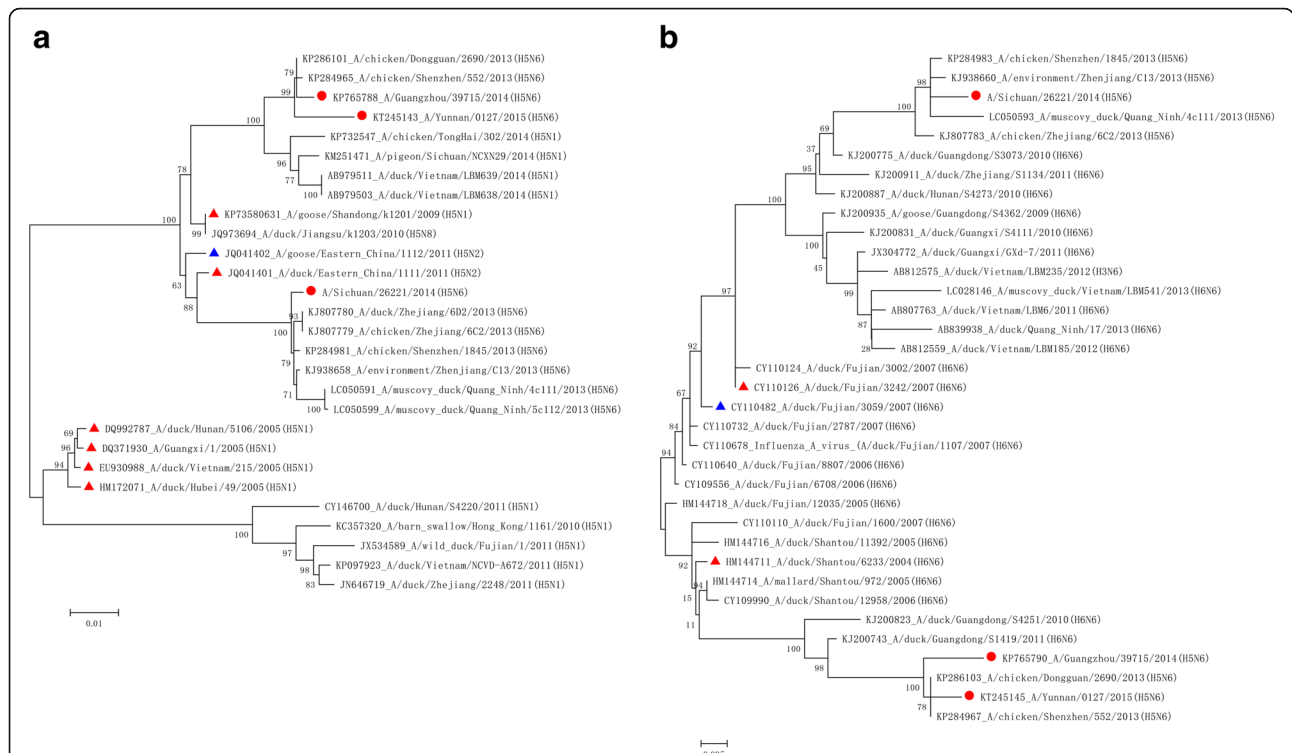 a
KP286101_A/chicken/Dongguan/2690/2013(H5N6)
79
KP284965_A/chicken/Shenzhen/552/2013(H5N6)
99
KP765788_A/Guangzhou/39715/2014(H5N6)
KT245143_A/Yunnan/0127/2015(H5N6)
100
KP732547_A/chicken/TongHai/302/2014(H5N1)
KM251471_A/pigeon/Sichuan/NCXN29/2014(H5N1)
96
AB979511_A/duck/Vietnam/LBM639/2014(H5N1)
77
78
100
AB979503_A/duck/Vietnam/LBM638/2014(H5N1)
KP73580631_A/goose/Shandong/k1201/2009(H5N1)
100
99
JQ973694_A/duck/Jiangsu/k1203/2010(H5N8)
JQ041402_A/goose/Eastern_China/1112/2011(H5N2)
JQ041401_A/duck/Eastern_China/1111/2011(H5N2)
63
A/Sichuan/26221/2014(H5N6)
88
KJ807780_A/duck/Zhejiang/6D2/2013(H5N6)
93
KJ807779_A/chicken/Zhejiang/6C2/2013(H5N6)
100
KP284981_A/chicken/Shenzhen/1845/2013(H5N6)
79
KJ938658_A/environment/Zhenjiang/C13/2013(H5N6)
71
LC050591_A/muscovy_duck/Quang_Ninh/4c111/2013(H5N6)
100
LC050599_A/muscovy_duck/Quang_Ninh/5c112/2013(H5N6)
DQ992787_A/duck/Hunan/5106/2005(H5N1)
69
DQ371930_A/Guangxi/1/2005(H5N1)
96
EU930988_A/duck/Vietnam/215/2005(H5N1)
94
HM172071_A/duck/Hubei/49/2005(H5N1)
CY146700_A/duck/Hunan/S4220/2011(H5N1)
100
KC357320_A/barn_swallow/Hong_Kong/1161/2010(H5N1)
JX534589_A/wild_duck/Fujian/1/2011(H5N1)
97
KP097923_A/duck/Vietnam/NCVD-A672/2011(H5N1)
98
83
JN646719_A/duck/Zhejiang/2248/2011(H5N1)
0.01
b
KP284983_A/chicken/Shenzhen/1845/2013(H5N6)
KJ938660_A/environment/Zhenjiang/C13/2013(H5N6)
98
A/Sichuan/26221/2014(H5N6)
100
LC050593_A/muscovy_duck/Quang_Ninh/4c111/2013(H5N6)
69
KJ807783_A/chicken/Zhejiang/6C2/2013(H5N6)
37
KJ200775_A/duck/Guangdong/S3073/2010(H6N6)
95
KJ200911_A/duck/Zhejiang/S1134/2011(H6N6)
KJ200887_A/duck/Hunan/S4273/2010(H6N6)
100
KJ200935_A/goose/Guangdong/S4362/2009(H6N6)
KJ200831_A/duck/Guangxi/S4111/2010(H6N6)
100
JX304772_A/duck/Guangxi/GXd-7/2011(H6N6)
45
AB812575_A/duck/Vietnam/LBM235/2012(H3N6)
99
LC028146_A/muscovy_duck/Vietnam/LBM541/2013(H6N6)
97
AB807763_A/duck/Vietnam/LBM6/2011(H6N6)
87
AB839938_A/duck/Quang_Ninh/17/2013(H6N6)
92
28
AB812559_A/duck/Vietnam/LBM185/2012(H6N6)
CY110124_A/duck/Fujian/3002/2007(H6N6)
CY110126_A/duck/Fujian/3242/2007(H6N6)
67
CY110482_A/duck/Fujian/3059/2007(H6N6)
84
CY110732_A/duck/Fujian/2787/2007(H6N6)
CY110678_Influenza_A_virus_(A/duck/Fujian/1107/2007(H6N6)
94
CY110640_A/duck/Fujian/8807/2006(H6N6)
CY109556_A/duck/Fujian/6708/2006(H6N6)
HM144718_A/duck/Fujian/12035/2005(H6N6)
CY110110_A/duck/Fujian/1600/2007(H6N6)
HM144716_A/duck/Shantou/11392/2005(H6N6)
92
HM144711_A/duck/Shantou/6233/2004(H6N6)
94
HM144714_A/mallard/Shantou/972/2005(H6N6)
15
CY109990_A/duck/Shantou/12958/2006(H6N6)
11
KJ200823_A/duck/Guangdong/S4251/2010(H6N6)
100
KJ200743_A/duck/Guangdong/S1419/2011(H6N6)
98
KP765790_A/Guangzhou/39715/2014(H5N6)
100
KP286103_A/chicken/Dongguan/2690/2013(H5N6)
KT245145_A/Yunnan/0127/2015(H5N6)
78
KP284967_A/chicken/Shenzhen/552/2013(H5N6)